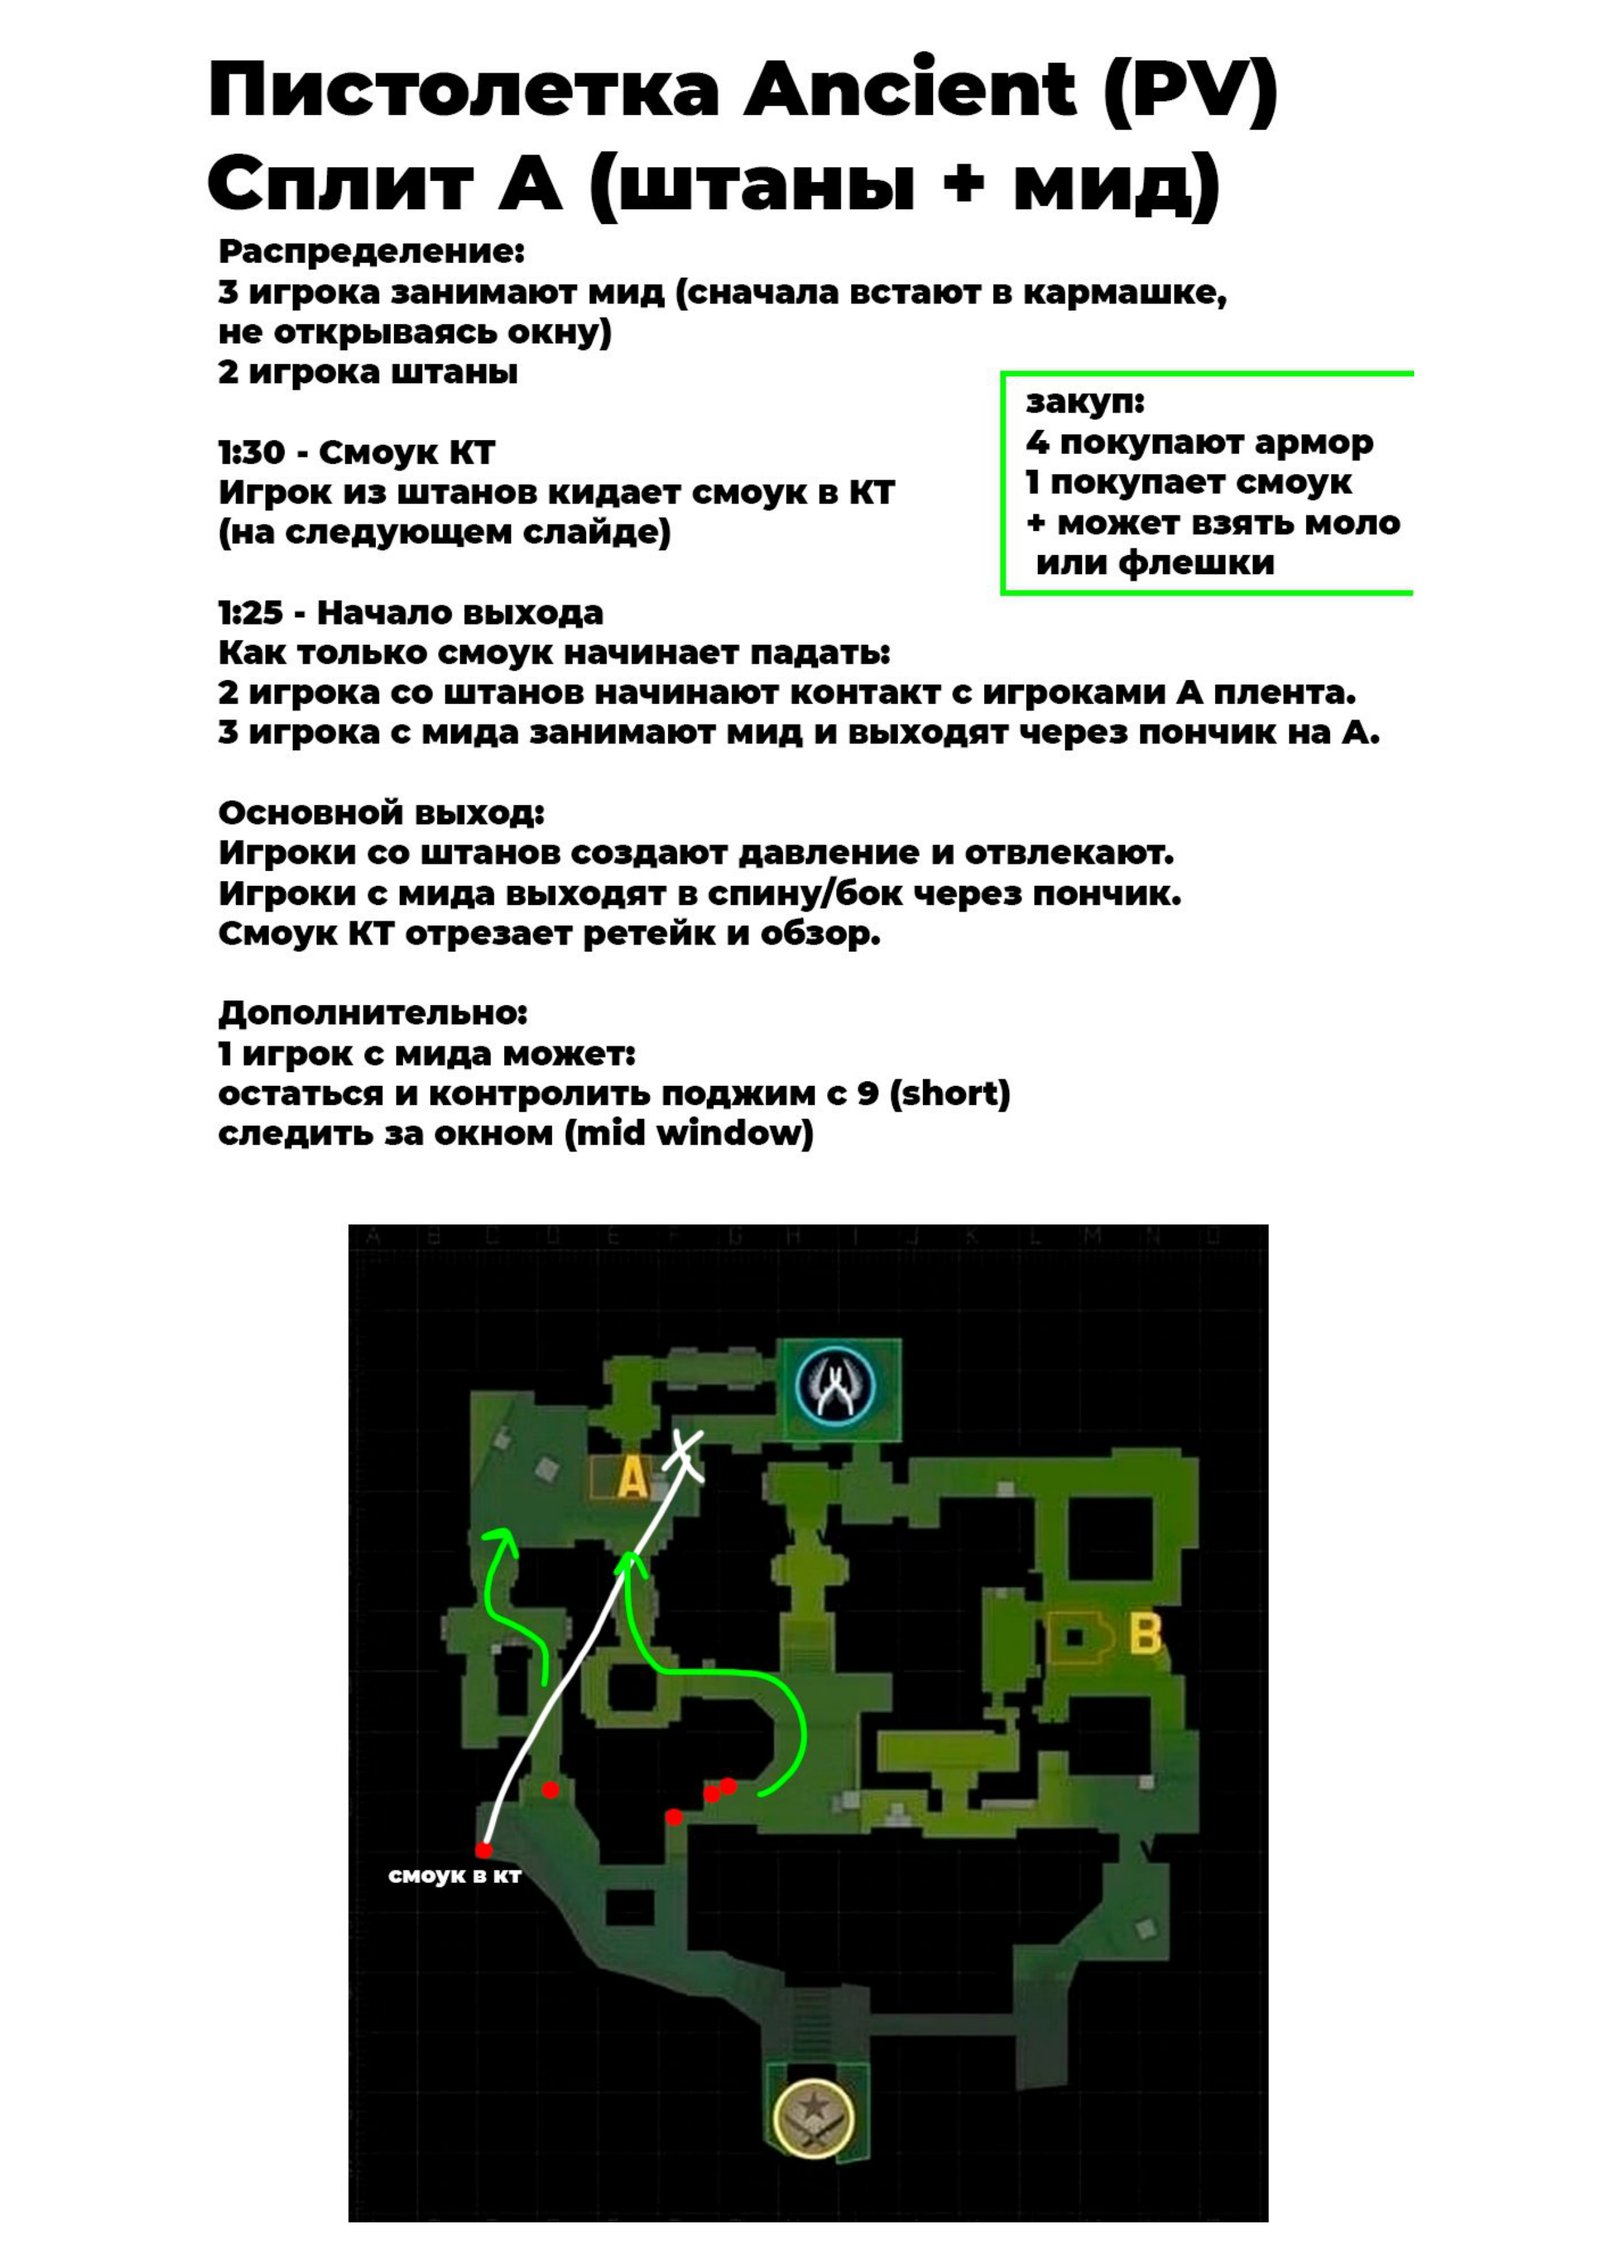 Пистолетка Ancient (PV)
Сплит А (штаны + мид)
Распределение:
3 игрока занимают мид (сначала встают в кармашке,
не открываясь окну)
2 игрока штаны
закуп:
4 покупают армор
1 покупает смоук
+ может взять моло
или флешки
1:30 - Смоук КТ
Игрок из штанов кидает смоук в КТ
(на следующем слайде)
1:25 - Начало выхода
Как только смоук начинает падать:
2 игрока со штанов начинают контакт с игроками А плента.
3 игрока с мида занимают мид и выходят через пончик на А.
Основной выход:
Игроки со штанов создают давление и отвлекают.
Игроки с мида выходят в спину/бок через пончик.
Смоук КТ отрезает ретейк и обзор.
Дополнительно:
1 игрок с мида может:
остаться и контролить поджим с 9 (short)
следить за окном (mid window)
A B C D E F G H I J K L M N O
A
B
смоук в кт